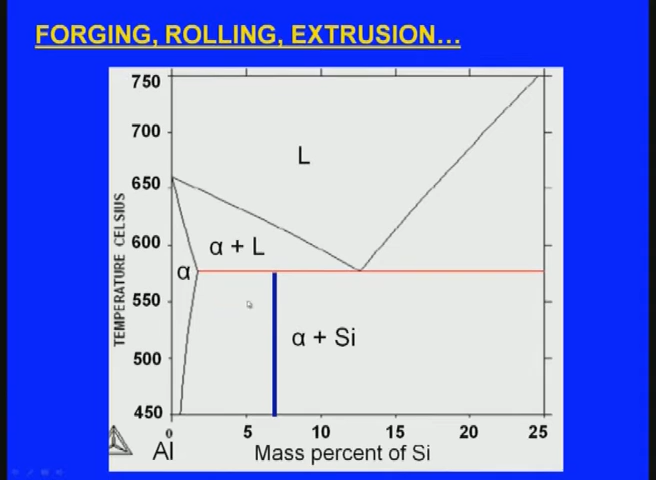 FORGING, ROLLING, EXTRUSION…
750
700
L
650
600
α + L
α
550
α + Si
500
450
TEMPERATURE CELSIUS
0 5 10 15 20 25
Al Mass percent of Si